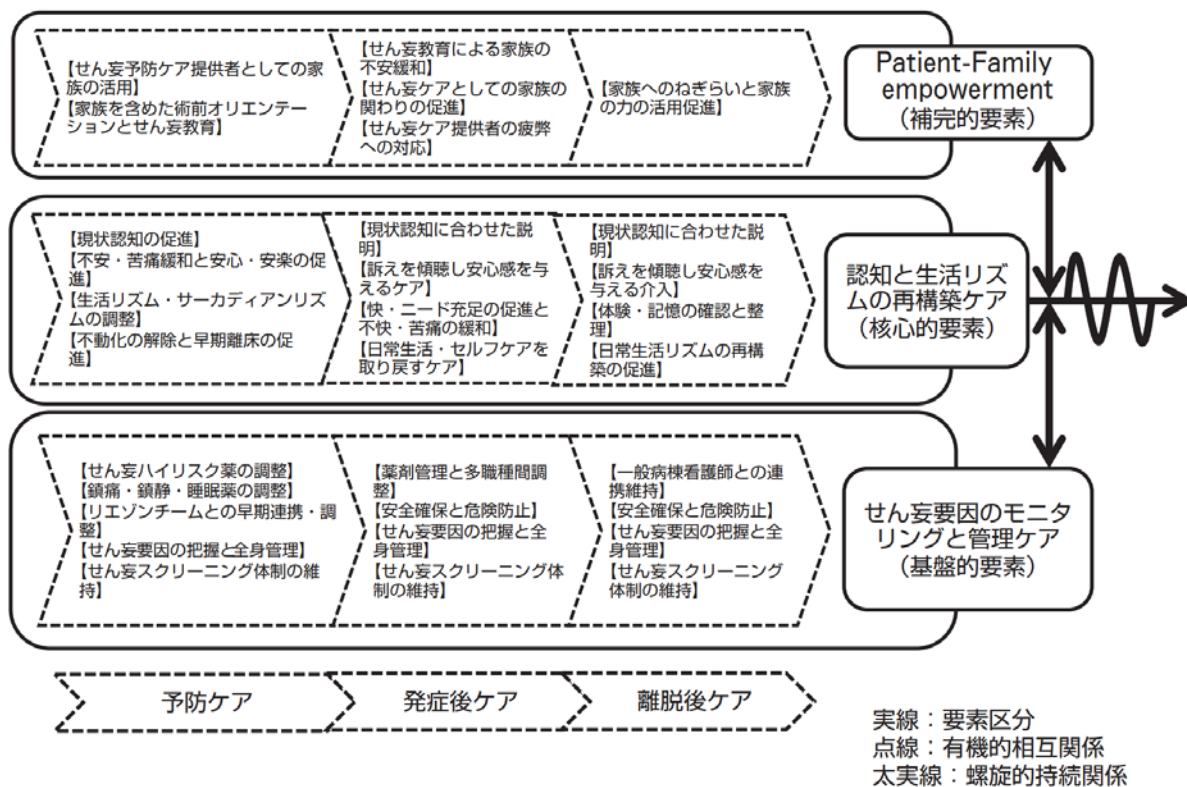 【せん妄予防ケア提供者としての家
族の活用】
【家族を含めた術前オリエンテー
ションとせん妄教育】
【せん妄教育による家族の
不安緩和】
【せん妄ケアとしての家族の
関わりの促進】
【せん妄ケア提供者の疲弊
への対応】
【家族へのねぎらいと家族
の力の活用促進】
Patient-Family
empowerment
（補完的要素）
【現状認知の促進】
【不安・苦痛緩和と安心・安楽の促
進】
【生活リズム・サーカディアンリズ
ムの調整】
【不動化の解除と早期離床の促
進】
【現状認知に合わせた説
明】
【訴えを傾聴し安心感を与
えるケア】
【快・ニード充足の促進と
不快・苦痛の緩和】
【日常生活・セルフケアを
取り戻すケア】
【現状認知に合わせた説
明】
【訴えを傾聴し安心感を
与える介入】
【体験・記憶の確認と整
理】
【日常生活リズムの再構
築の促進】
認知と生活リズ
ムの再構築ケア
（核心的要素）
【せん妄ハイリスク薬の調整】
【鎮痛・鎮静・睡眠薬の調整】
【リエゾンチームとの早期連携・調
整】
【せん妄要因の把握と全身管理】
【せん妄スクリーニング体制の維
持】
【薬剤管理と多職種間調
整】
【安全確保と危険防止】
【せん妄要因の把握と全
身管理】
【せん妄スクリーニング体
制の維持】
【一般病棟看護師との連
携維持】
【安全確保と危険防止】
【せん妄要因の把握と全
身管理】
【せん妄スクリーニング
体制の維持】
せん妄要因のモニタ
リングと管理ケア
（基盤的要素）
予防ケア
発症後ケア
離脱後ケア
実線：要素区分
点線：有機的相互関係
太実線：螺旋的持続関係